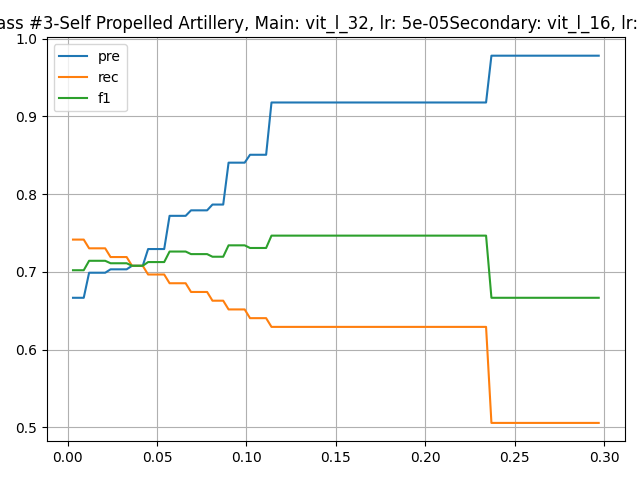 ass #3-Self Propelled Artillery, Main: vit_l_32, lr: 5e-05Secondary: vit_l_16, lr:
pre
rec
f1
1.0
0.9
0.8
0.7
0.6
0.5
0.00 0.05 0.10 0.15 0.20 0.25 0.30